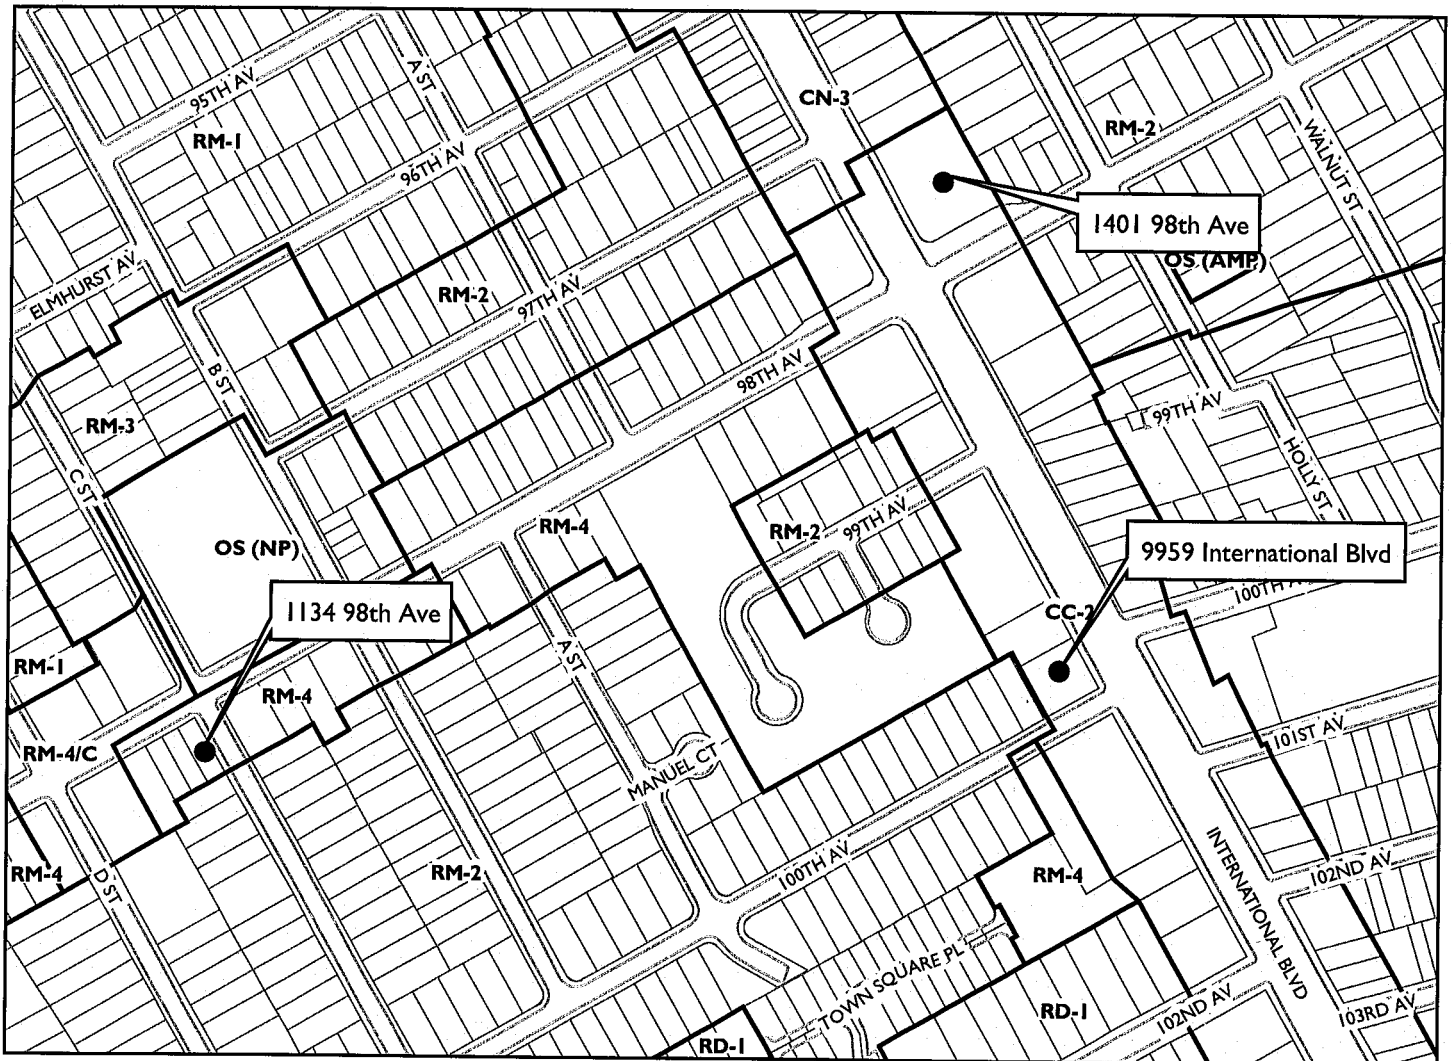 95TH AV
A ST
CN-3
RM-1
RM-2
WALNUT ST
96TH AV
1401 98th Ave
OS (AMP)
ELMHURST AV
RM-2
97TH AV
B ST
98TH AV
99TH AV
RM-3
C ST
HOLLY ST
RM-4
RM-2
99TH AV
OS (NP)
9959 International Blvd
100TH A
1134 98th Ave
CC-2
A ST
RM-1
RM-4
101ST AV
RM-4/C
MANUEL CT
RM-4
D ST
RM-2
100TH AV
RM-4
INTERNATIONAL BLVD
102ND AV
TOWN SQUARE PL
RD-1
102ND AV
103RD AV
RD-1